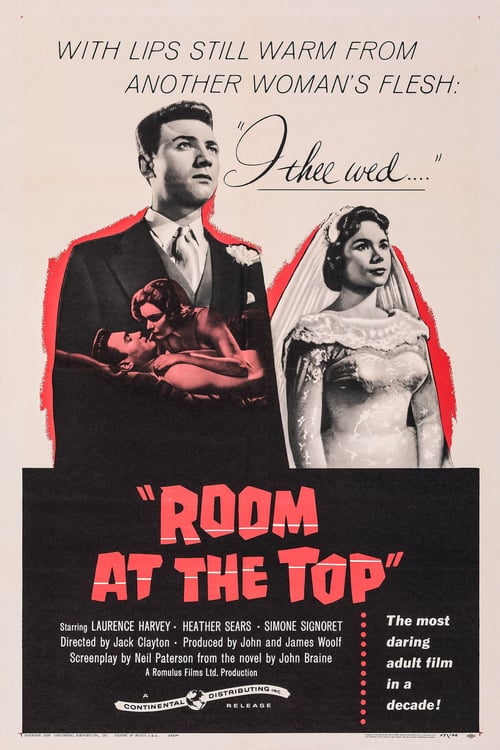 WITH LIPS STILL WARM FROM
ANOTHER WOMAN'S FLESH:
"I thee wed...."
"ROOM
AT THE TOP"
Starring LAURENCE HARVEY · HEATHER SEARS · SIMONE SIGNORET
Directed by Jack Clayton · Produced by John and James Woolf
Screenplay by Neil Paterson from the novel by John Braine
A Romulus Films Ltd. Production
A
CONTINENTAL DISTRIBUTING INC.
RELEASE
The most
daring
adult film
in a
decade!